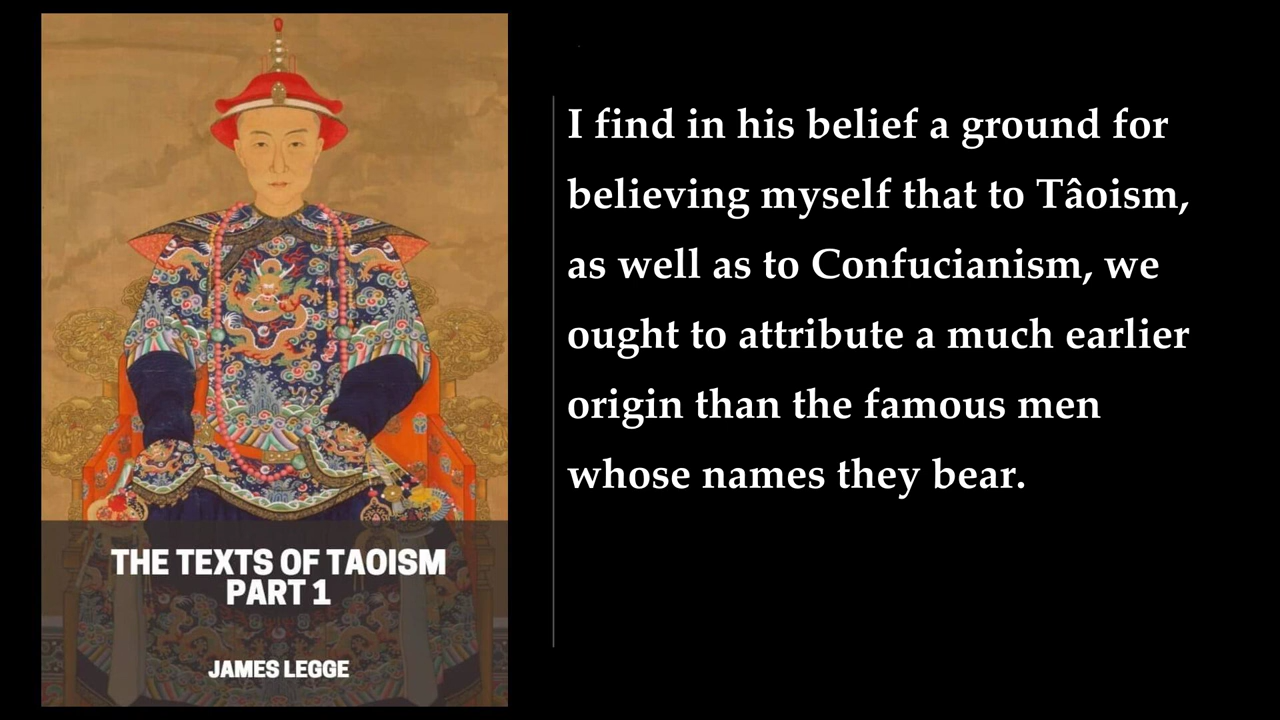 THE TEXTS OF TAOISM
PART 1
JAMES LEGGE
I find in his belief a ground for
believing myself that to Tâoism,
as well as to Confucianism, we
ought to attribute a much earlier
origin than the famous men
whose names they bear.